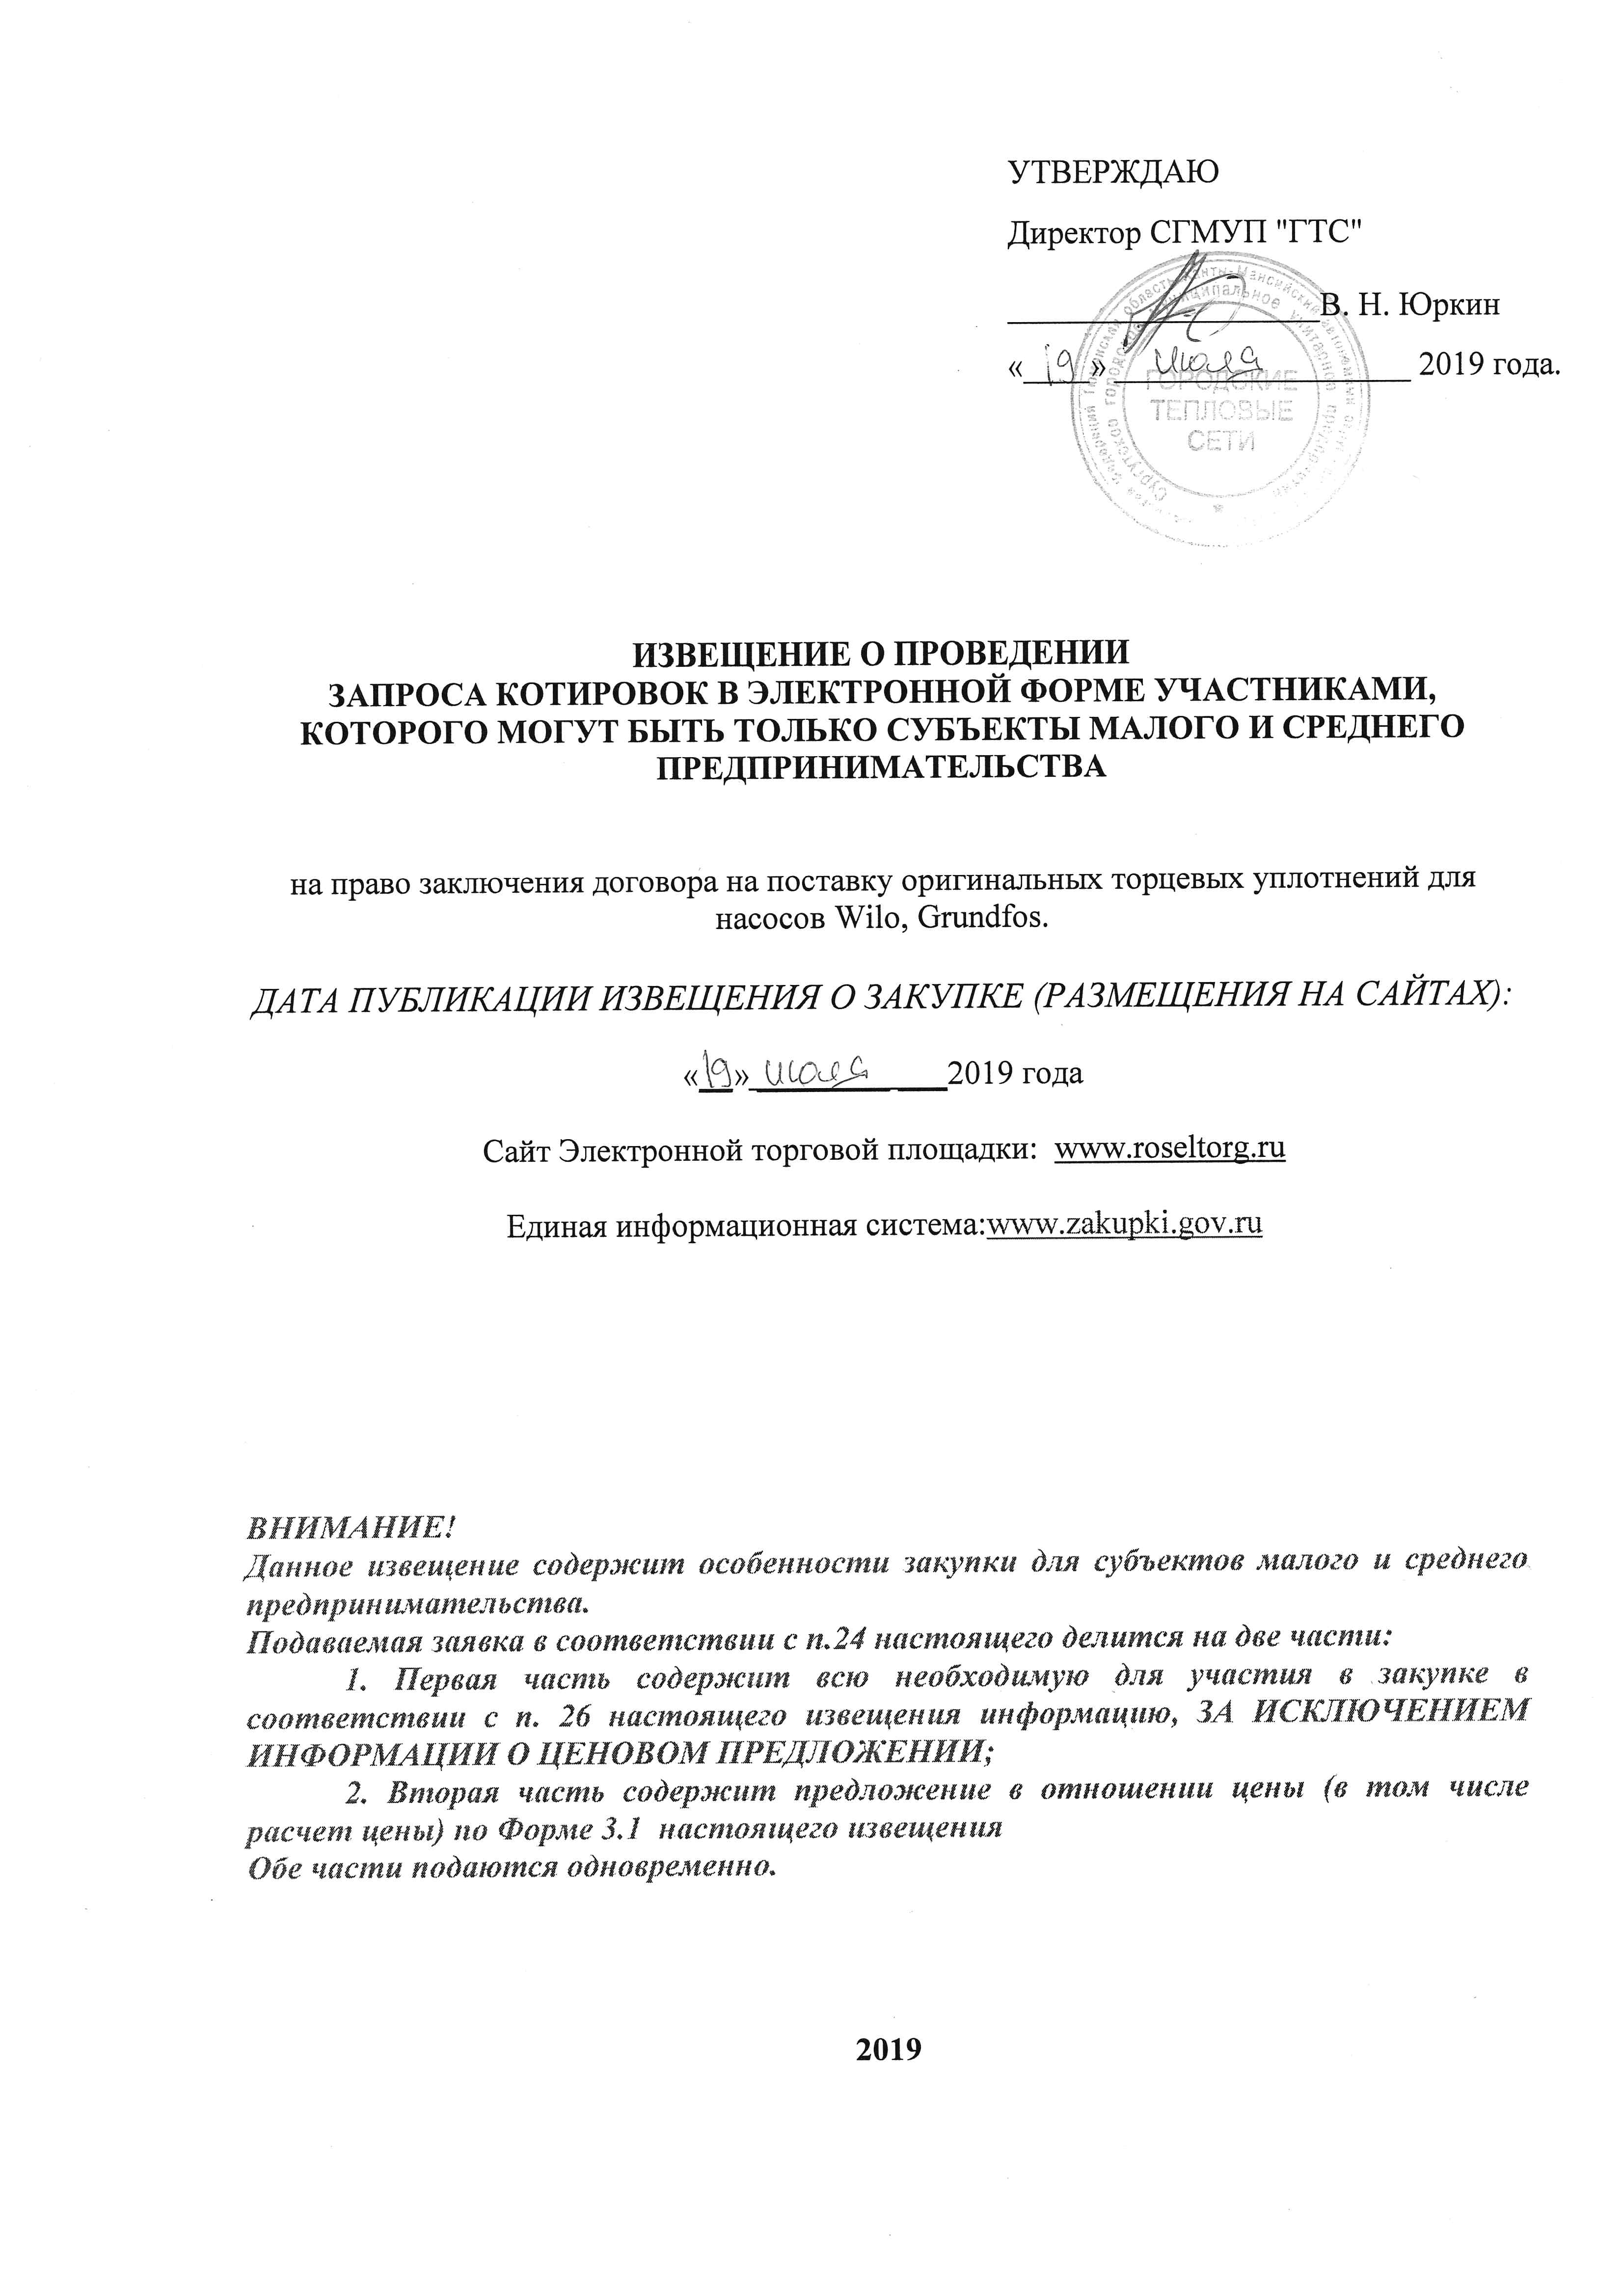 УТВЕРЖДАЮ
Директор СГМУП "ГТС"
В. Н. Юркин
«19» июля 2019 года.
ГОРОДСКИЕ
ТЕПЛОВЫЕ
СЕТИ
ИЗВЕЩЕНИЕ О ПРОВЕДЕНИИ
ЗАПРОСА КОТИРОВОК В ЭЛЕКТРОННОЙ ФОРМЕ УЧАСТНИКАМИ,
КОТОРОГО МОГУТ БЫТЬ ТОЛЬКО СУБЪЕКТЫ МАЛОГО И СРЕДНЕГО
ПРЕДПРИНИМАТЕЛЬСТВА
на право заключения договора на поставку оригинальных торцевых уплотнений для
насосов Wilo, Grundfos.
ДАТА ПУБЛИКАЦИИ ИЗВЕЩЕНИЯ О ЗАКУПКЕ (РАЗМЕЩЕНИЯ НА САЙТАХ):
«19» июля 2019 года
Сайт Электронной торговой площадки: www.roseltorg.ru
Единая информационная система:www.zakupki.gov.ru
ВНИМАНИЕ!
Данное извещение содержит особенности закупки для субъектов малого и среднего
предпринимательства.
Подаваемая заявка в соответствии с п.24 настоящего делится на две части:
1. Первая часть содержит всю необходимую для участия в закупке в
соответствии с п. 26 настоящего извещения информацию, ЗА ИСКЛЮЧЕНИЕМ
ИНФОРМАЦИИ О ЦЕНОВОМ ПРЕДЛОЖЕНИИ;
2. Вторая часть содержит предложение в отношении цены (в том числе
расчет цены) по Форме 3.1 настоящего извещения
Обе части подаются одновременно.
2019